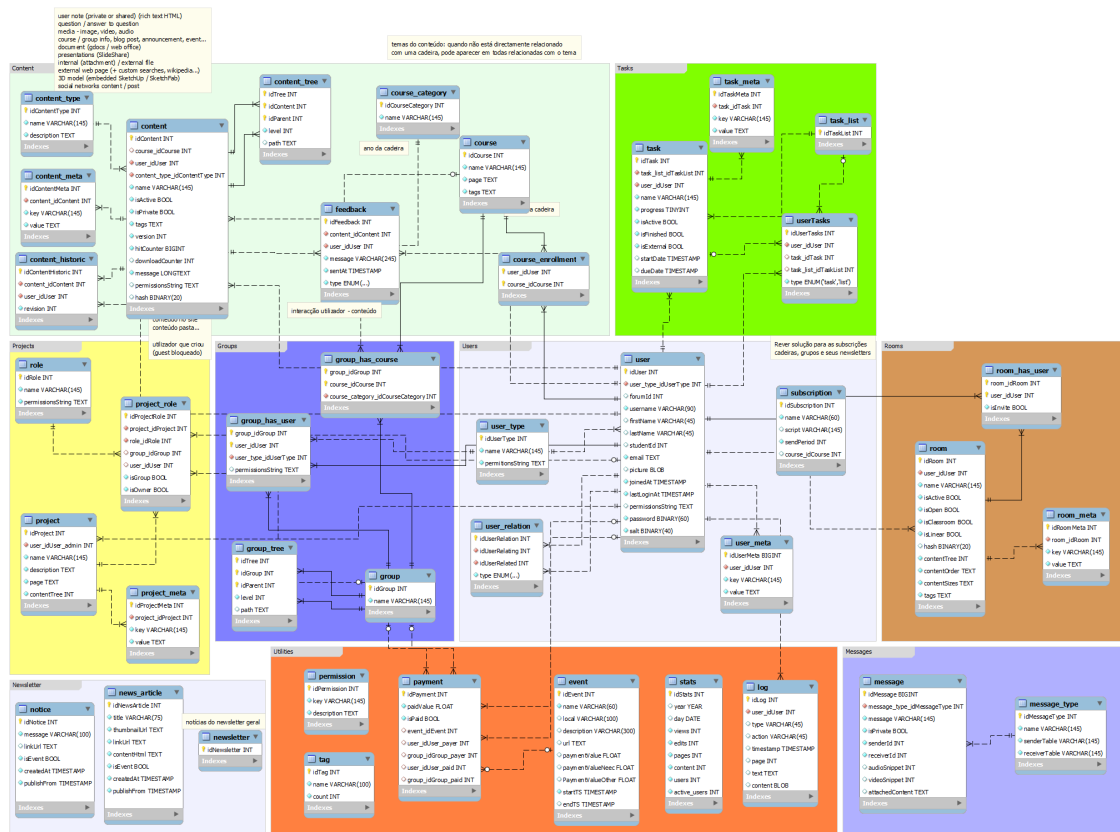 user note (private or shared) (rich text HTML)
question / answer to question
media - image, video, audio
course / group info, blog post, announcement, event...
document (gdocs / web office)
presentations (SlideShare)
internal (attachment) / external file
external web page (+ custom searches, wikipedia...)
3D model (embedded SketchUp / SketchFab)
social networks content / post
temas do conteúdo: quando não está directamente relacionado
com uma cadeira, pode aparecer em todas relacionadas com o tema
Content
content_type
idContentType INT
name VARCHAR(145)
description TEXT
Indexes
content_meta
idContentMeta INT
content_idContent INT
key VARCHAR(145)
value TEXT
Indexes
content_historic
idContentHistoric INT
content_idContent INT
user_idUser INT
revision INT
Indexes
content
idContent INT
course_idCourse INT
user_idUser INT
content_type_idContentType INT
name VARCHAR(145)
isActive BOOL
isPrivate BOOL
tags TEXT
version INT
hitCounter BIGINT
downloadCounter INT
message LONGTEXT
permissionsString TEXT
hash BINARY(20)
Indexes
conteúdo pasta...
utilizador que criou
(guest bloqueado)
content_tree
idTree INT
idContent INT
idParent INT
level INT
path TEXT
Indexes
course_category
idCourseCategory INT
name VARCHAR(145)
Indexes
ano da cadeira
course
idCourse INT
name VARCHAR(145)
page TEXT
tags TEXT
Indexes
cadeira
feedback
idFeedback INT
content_idContent INT
user_idUser INT
message VARCHAR(245)
sentAt TIMESTAMP
type ENUM(...)
Indexes
interacção utilizador - conteúdo
course_enrollment
user_idUser INT
course_idCourse INT
Indexes
Tasks
task_meta
idTaskMeta INT
task_idTask INT
key VARCHAR(145)
value TEXT
Indexes
task_list
idTaskList INT
Indexes
task
idTask INT
task_list_idTaskList INT
user_idUser INT
name VARCHAR(145)
progress TINYINT
isActive BOOL
isFinished BOOL
isExternal BOOL
startDate TIMESTAMP
dueDate TIMESTAMP
Indexes
userTasks
idUserTasks INT
user_idUser INT
task_idTask INT
task_list_idTaskList INT
type ENUM('task','list')
Indexes
Projects
role
idRole INT
name VARCHAR(145)
permissionsString TEXT
Indexes
project_role
idProjectRole INT
project_idProject INT
role_idRole INT
group_idGroup INT
user_idUser INT
isGroup BOOL
isOwner BOOL
Indexes
project
idProject INT
user_idUser_admin INT
name VARCHAR(145)
description TEXT
page TEXT
contentTree INT
Indexes
project_meta
idProjectMeta INT
project_idProject INT
key VARCHAR(145)
value TEXT
Indexes
Groups
group_has_course
group_idGroup INT
course_idCourse INT
course_category_idCourseCategory INT
Indexes
group_has_user
group_idGroup INT
user_idUser INT
user_type_idUserType INT
permissionsString TEXT
Indexes
group_tree
idTree INT
idGroup INT
idParent INT
level INT
path TEXT
Indexes
group
idGroup INT
name VARCHAR(145)
Indexes
Users
user_type
idUserType INT
name VARCHAR(145)
permitionsString TEXT
Indexes
user_relation
idUserRelation INT
idUserRelating INT
idUserRelated INT
type ENUM(...)
Indexes
user
idUser INT
user_type_idUserType INT
forumId INT
username VARCHAR(90)
firstName VARCHAR(45)
lastName VARCHAR(45)
studentId INT
email TEXT
picture BLOB
joinedAt TIMESTAMP
lastLoginAt TIMESTAMP
permissionsString TEXT
password BINARY(60)
salt BINARY(40)
Indexes
user_meta
idUserMeta BIGINT
user_idUser INT
key VARCHAR(145)
value TEXT
Indexes
Rever solução para as subscrições
cadeiras, grupos e seus newsletters
subscription
idSubscription INT
name VARCHAR(60)
script VARCHAR(145)
sendPeriod INT
course_idCourse INT
Indexes
Rooms
room_has_user
room_idRoom INT
user_idUser INT
isInvite BOOL
Indexes
room
idRoom INT
user_idUser INT
name VARCHAR(145)
isActive BOOL
isOpen BOOL
isClassroom BOOL
isLinear BOOL
hash BINARY(20)
contentTree INT
contentOrder TEXT
contentSizes TEXT
tags TEXT
Indexes
room_meta
idRoomMeta INT
room_idRoom INT
key VARCHAR(145)
value TEXT
Indexes
Newsletter
notice
idNotice INT
message VARCHAR(100)
linkUrl TEXT
isEvent BOOL
createdAt TIMESTAMP
publishFrom TIMESTAMP
Indexes
news_article
idNewsArticle INT
title VARCHAR(75)
thumbnailUrl TEXT
linkUrl TEXT
contentHtml TEXT
isEvent BOOL
createdAt TIMESTAMP
publishFrom TIMESTAMP
Indexes
notícias do newsletter geral
newsletter
idNewsletter INT
Indexes
Utilities
permission
idPermission INT
key VARCHAR(145)
description TEXT
Indexes
tag
idTag INT
name VARCHAR(100)
count INT
Indexes
payment
idPayment INT
paidValue FLOAT
isPaid BOOL
event_idEvent INT
user_idUser_payer INT
group_idGroup_payer INT
user_idUser_paid INT
group_idGroup_paid INT
Indexes
event
idEvent INT
name VARCHAR(60)
local VARCHAR(100)
description VARCHAR(300)
url TEXT
paymentValue FLOAT
paymentValueNeec FLOAT
paymentValueOther FLOAT
startTS TIMESTAMP
endTS TIMESTAMP
Indexes
stats
idStats INT
year YEAR
day DATE
views INT
edits INT
pages INT
content INT
users INT
active_users INT
Indexes
log
idLog INT
user_idUser INT
type VARCHAR(45)
action VARCHAR(45)
timestamp TIMESTAMP
page INT
text TEXT
content BLOB
Indexes
Messages
message
idMessage BIGINT
message_type_idMessageType INT
message VARCHAR(145)
isPrivate BOOL
senderId INT
receiverId INT
audioSnippet INT
videoSnippet INT
attachedContent TEXT
Indexes
message_type
idMessageType INT
name VARCHAR(145)
senderTable VARCHAR(145)
receiverTable VARCHAR(145)
Indexes